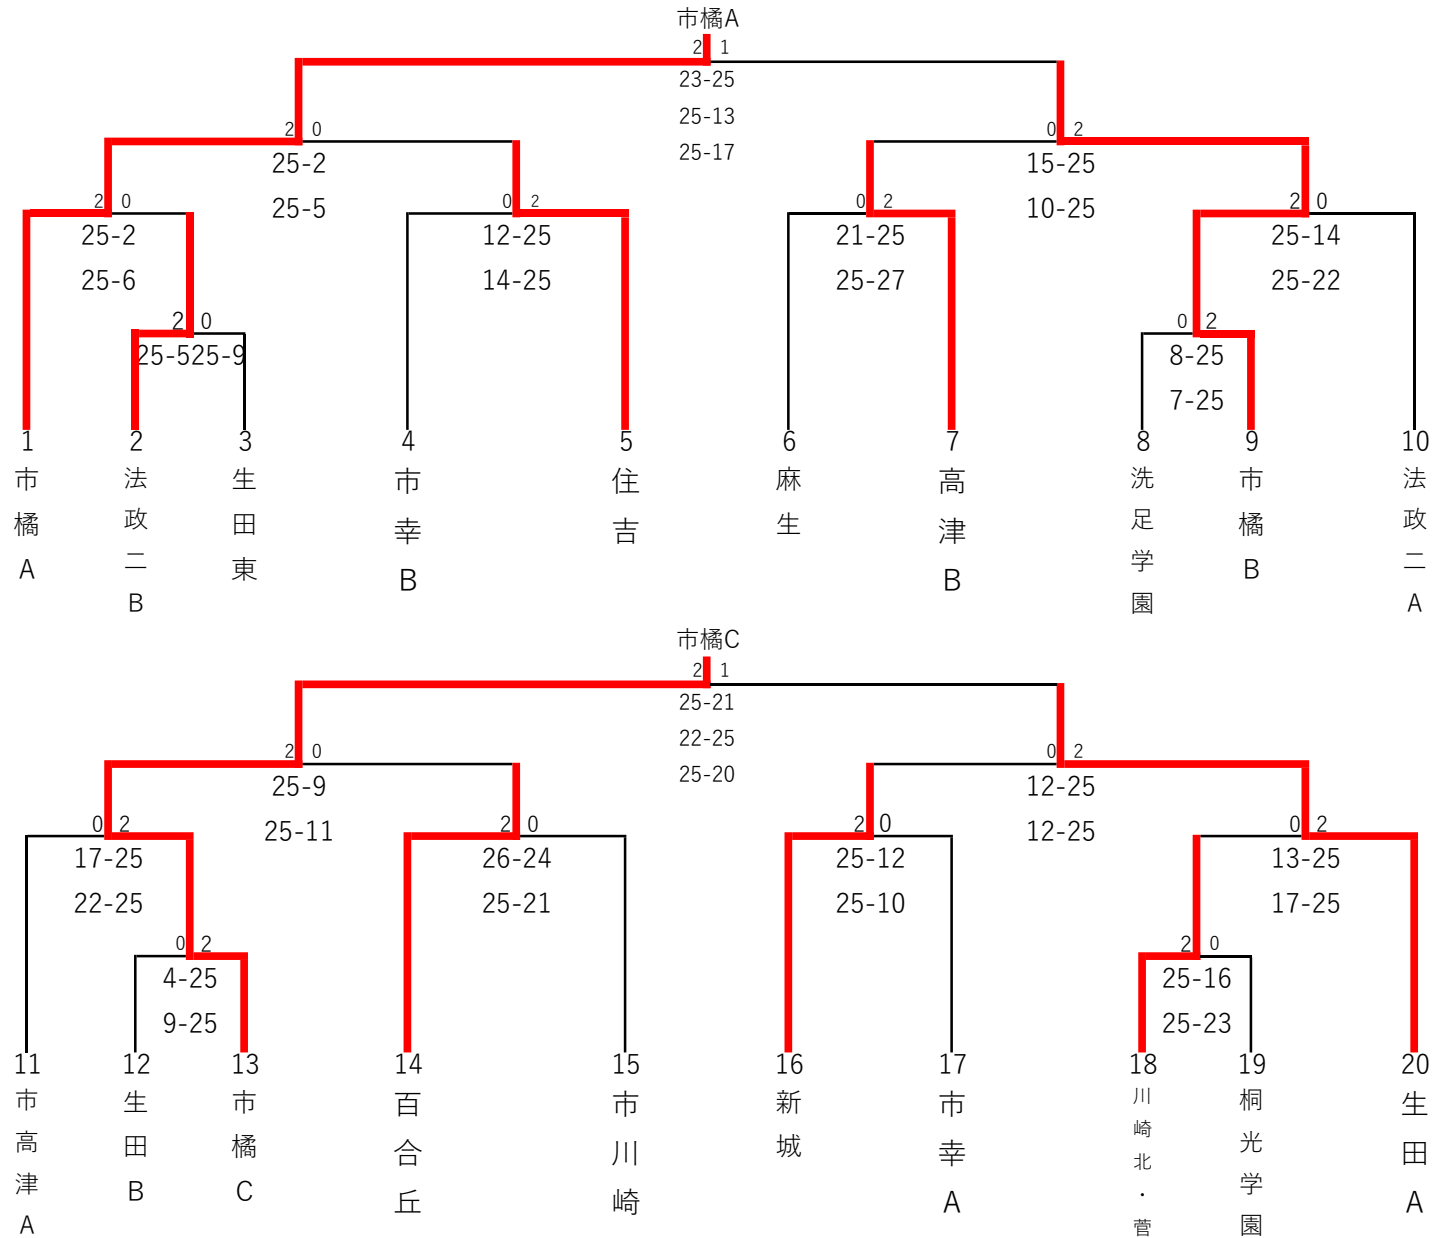 市橘A
2 1
23-25
25-13
25-17
2 0
25-2
25-5
0 2
15-25
10-25
2 0
25-2
25-6
0 2
12-25
14-25
0 2
21-25
25-27
2 0
25-14
25-22
2 0
25-525-9
0 2
8-25
7-25
1 2 3 4 5 6 7 8 9 10
市橘A
法政二B
生田東
市幸B
住吉
麻生
高津B
洗足学園
市橘B
法政二A
市橘C
2 1
25-21
22-25
25-20
2 0
25-9
25-11
0 2
12-25
12-25
0 2
17-25
22-25
2 0
26-24
25-21
2 0
25-12
25-10
0 2
13-25
17-25
0 2
4-25
9-25
2 0
25-16
25-23
11 12 13 14 15 16 17 18 19 20
市高津A
生田B
市橘C
百合丘
市川崎
新城
市幸A
川崎北・菅
桐光学園
生田A